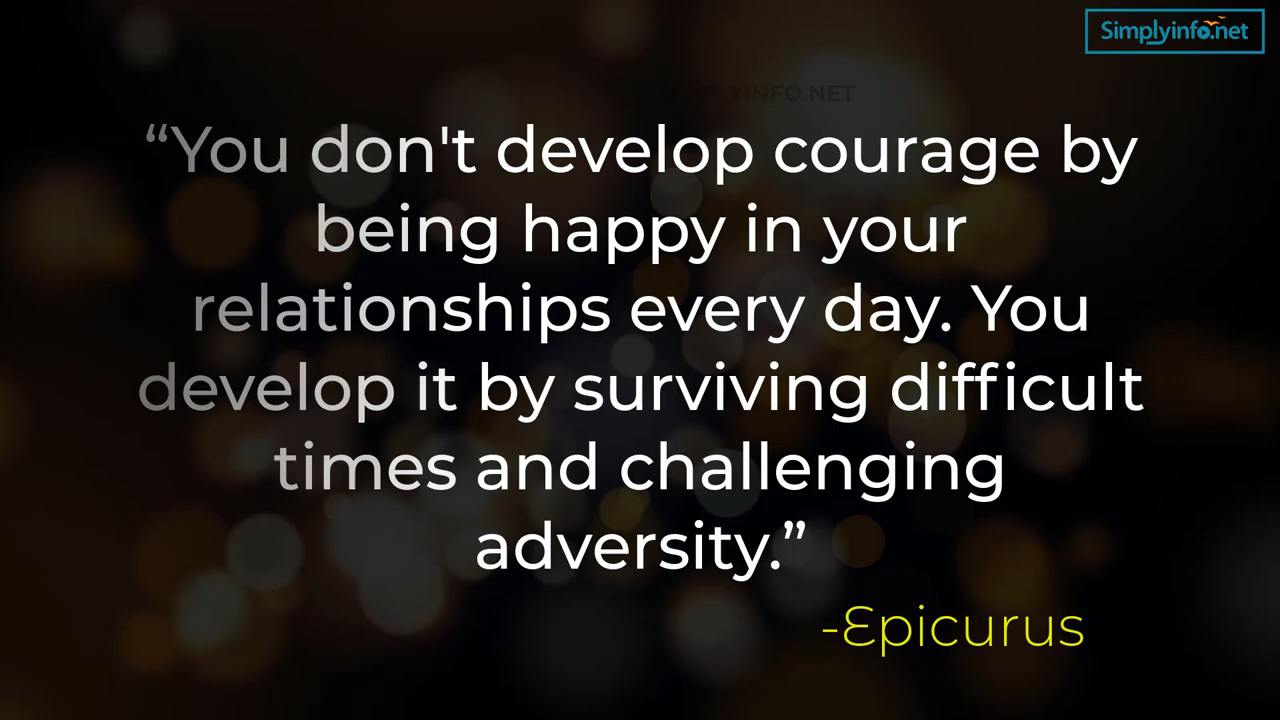 Simplyinfo.net
PLYINFO.NET
“You don't develop courage by
being happy in your
relationships every day. You
develop it by surviving difficult
times and challenging
adversity.”
-Epicurus